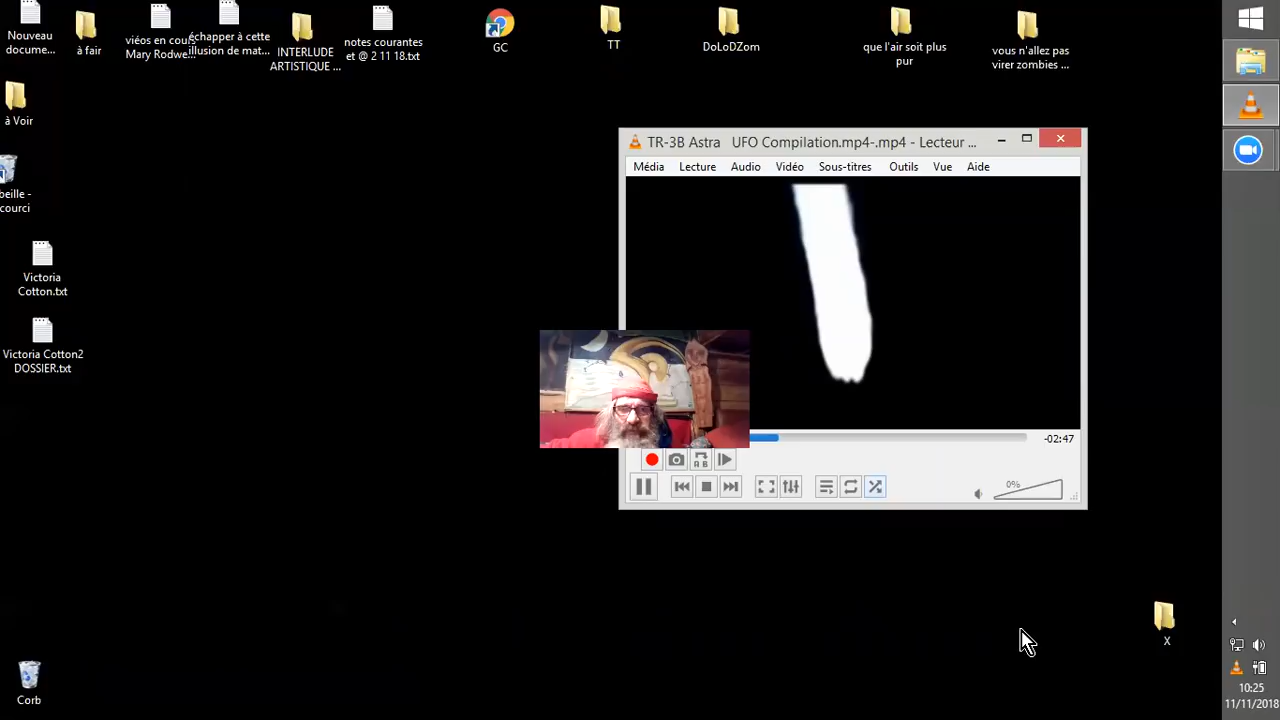 Nouveau
docume...
à fair
viéos en cou...
Mary Rodwe...
échapper à cette
illusion de mat...
INTERLUDE
ARTISTIQUE ...
notes courantes
et @ 2 11 18.txt
GC
TT
DoLoDZom
que l'air soit plus
pur
vous n'allez pas
virer zombies ...
à Voir
beille -
courci
Victoria
Cotton.txt
Victoria Cotton2
DOSSIER.txt
TR-3B Astra UFO Compilation.mp4-.mp4 - Lecteur ...
Média Lecture Audio Vidéo Sous-titres Outils Vue Aide
-02:47
AB
0%
X
Corb
10:25
11/11/2018